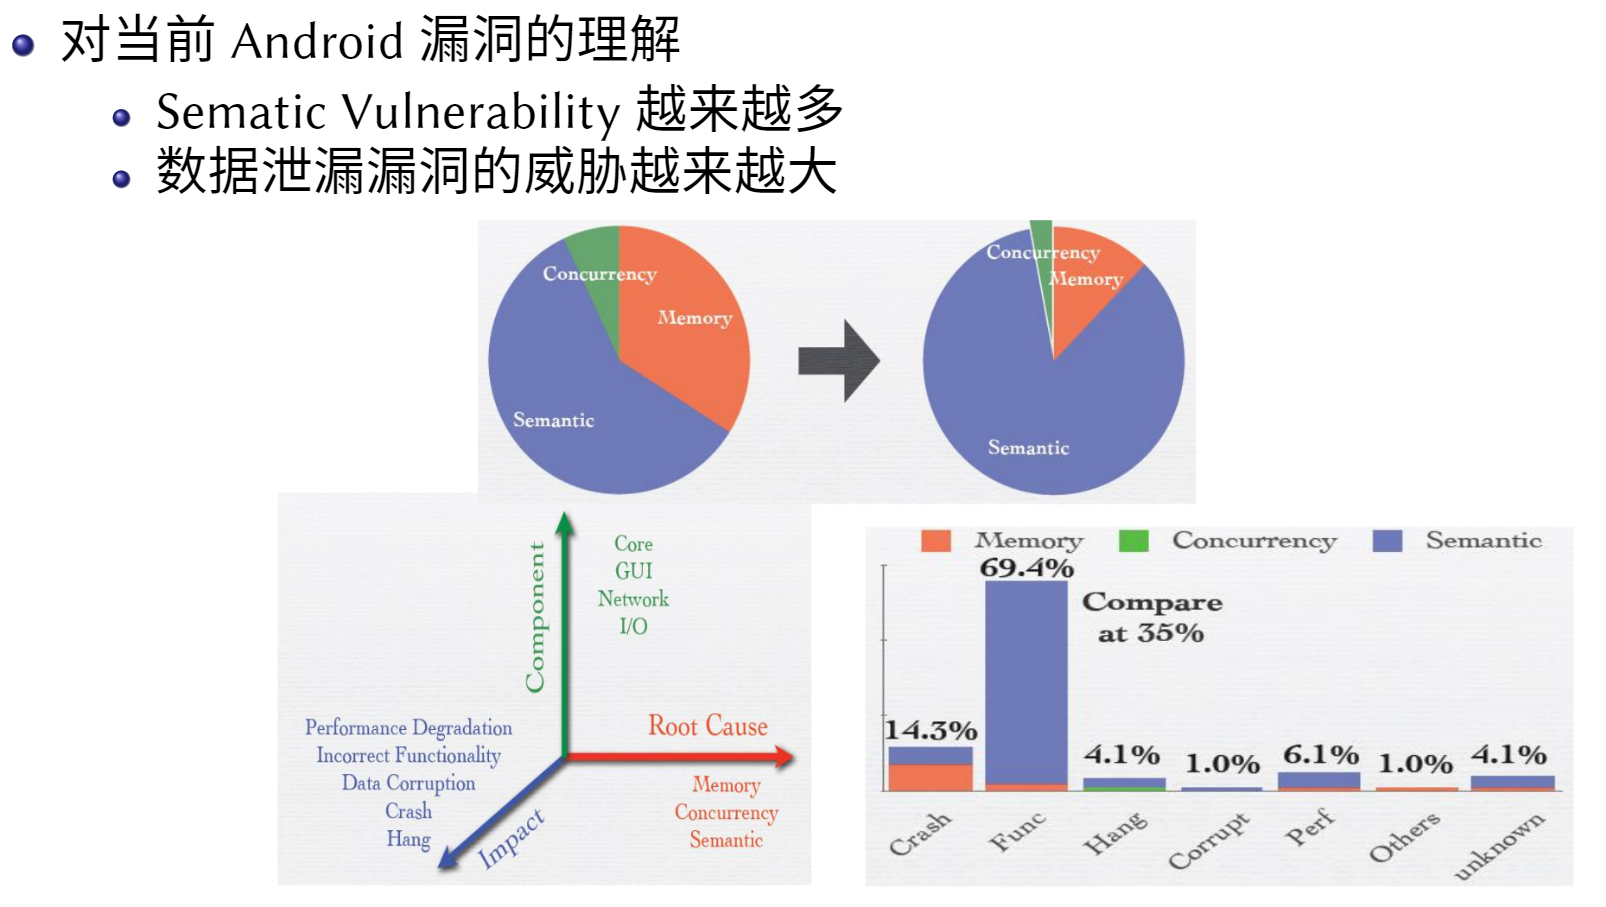 对当前 Android 漏洞的理解
Sematic Vulnerability 越来越多
数据泄漏漏洞的威胁越来越大
Concurrency
Memory
Semantic
Concurrency
Memory
Semantic
Component
Core
GUI
Network
I/O
Root Cause
Memory
Concurrency
Semantic
Performance Degradation
Incorrect Functionality
Data Corruption
Crash
Hang
Impact
Memory Concurrency Semantic
69.4%
Compare
at 35%
14.3%
4.1%
1.0%
6.1%
1.0%
4.1%
Crash
Func
Hang
Corrupt
Perf
Others
unknown